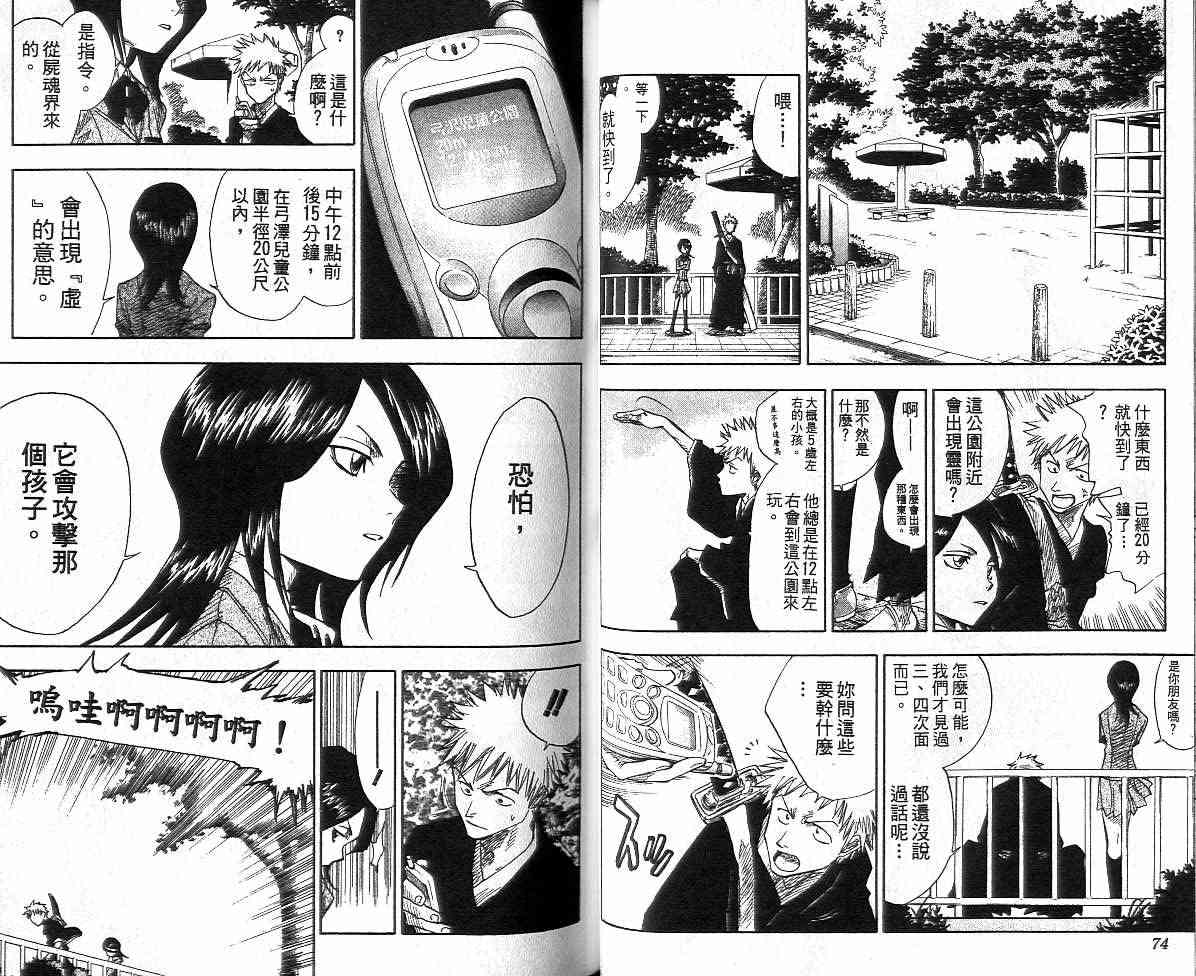 喂…！
等一下。
就快到了。
什麼東西
就快到了
？
已經20分
鐘了…
這公園附近
會出現靈嗎？
啊——
怎麼會出現
那種東西。
那不然是
什麼？
大概是5歲左
右的小孩。
他總是在12點左
右會到這公園來
玩。
是你朋友嗎？
怎麼可能，
我們才見過
三、四次面
而已。
都還沒說
過話呢…
妳問這些
要幹什麼
…
74
？
這是什
麼啊？
是指令。
從屍魂界來
的。
弓沢児童公園
20m
中午12點前
後15分鐘，
在弓澤兒童公
園半徑20公尺
以內，
會出現『虛
』的意思。
恐怕，
它會攻擊那
個孩子。
!!
——！
嗚哇啊啊啊啊！